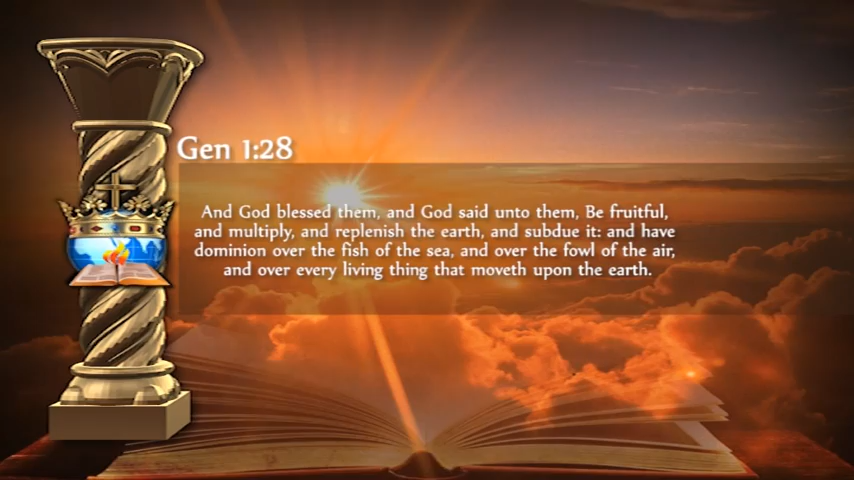 Gen 1:28
And God blessed them, and God said unto them, Be fruitful,
and multiply, and replenish the earth, and subdue it: and have
dominion over the fish of the sea, and over the fowl of the air,
and over every living thing that moveth upon the earth.